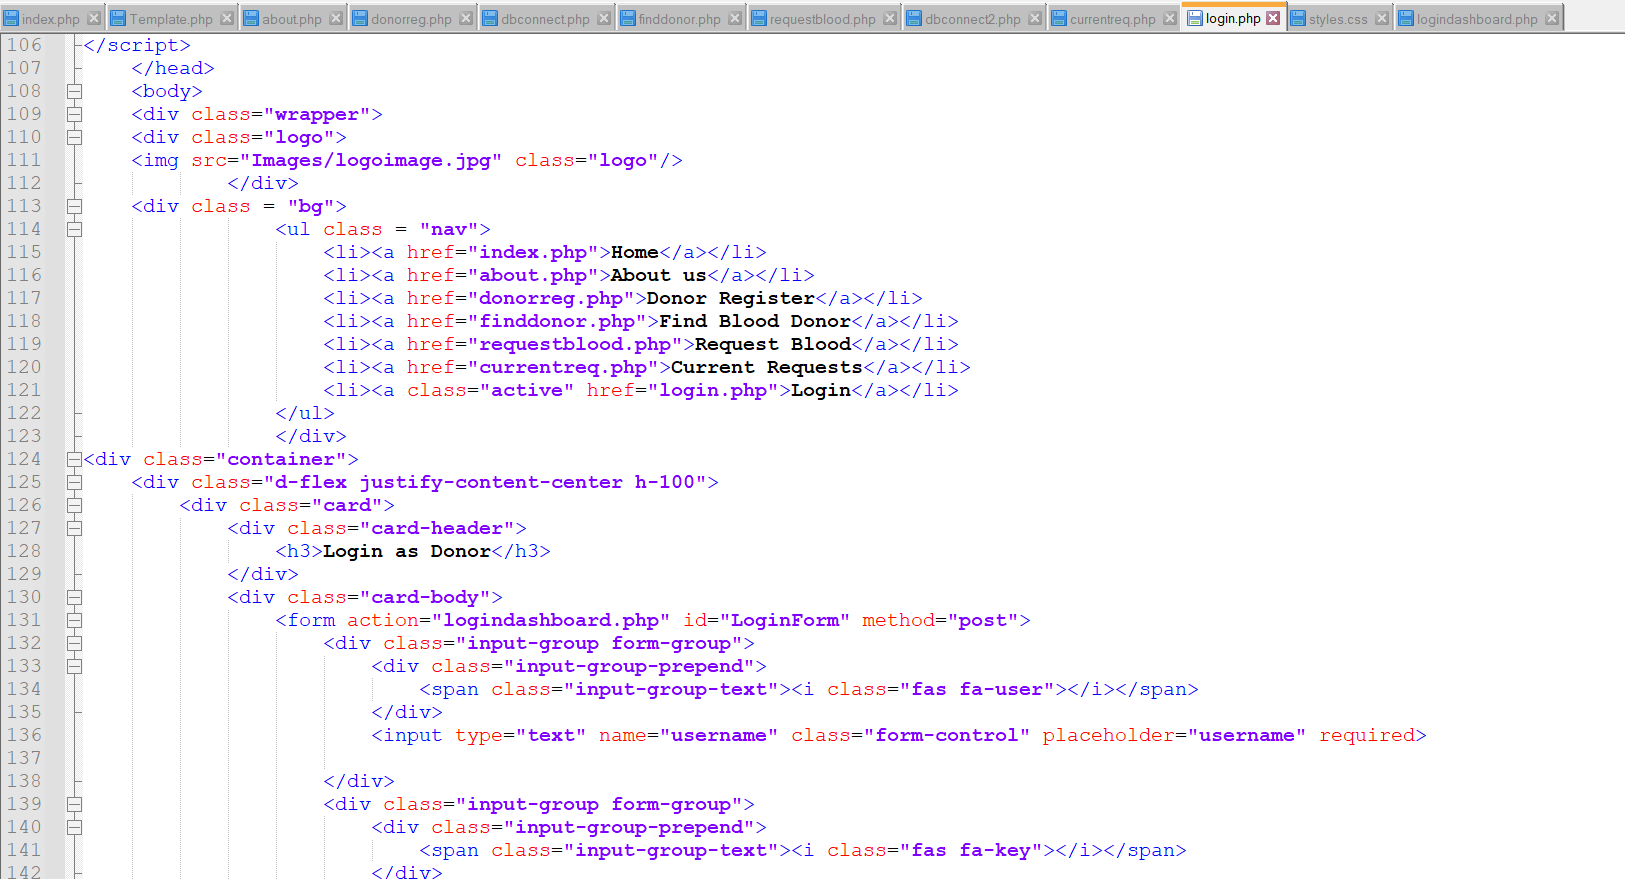 index.php Template.php about.php donorreg.php dbconnect.php finddonor.php requestblood.php dbconnect2.php currentreq.php login.php styles.css logindashboard.php
106 </script>
107 </head>
108 <body>
109 <div class="wrapper">
110 <div class="logo">
111 <img src="Images/logoimage.jpg" class="logo"/>
112 </div>
113 <div class = "bg">
114 <ul class = "nav">
115 <li><a href="index.php">Home</a></li>
116 <li><a href="about.php">About us</a></li>
117 <li><a href="donorreg.php">Donor Register</a></li>
118 <li><a href="finddonor.php">Find Blood Donor</a></li>
119 <li><a href="requestblood.php">Request Blood</a></li>
120 <li><a href="currentreq.php">Current Requests</a></li>
121 <li><a class="active" href="login.php">Login</a></li>
122 </ul>
123 </div>
124 <div class="container">
125 <div class="d-flex justify-content-center h-100">
126 <div class="card">
127 <div class="card-header">
128 <h3>Login as Donor</h3>
129 </div>
130 <div class="card-body">
131 <form action="logindashboard.php" id="LoginForm" method="post">
132 <div class="input-group form-group">
133 <div class="input-group-prepend">
134 <span class="input-group-text"><i class="fas fa-user"></i></span>
135 </div>
136 <input type="text" name="username" class="form-control" placeholder="username" required>
137
138 </div>
139 <div class="input-group form-group">
140 <div class="input-group-prepend">
141 <span class="input-group-text"><i class="fas fa-key"></i></span>
142 </div>